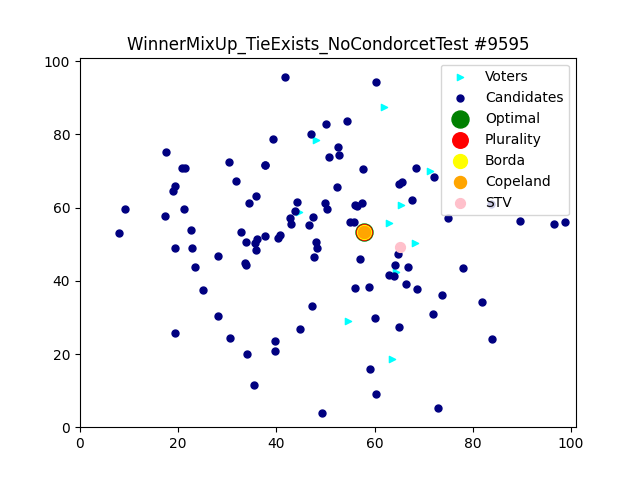 WinnerMixUp_TieExists_NoCondorcetTest #9595
100
80
60
40
20
0
0 20 40 60 80 100
Voters
Candidates
Optimal
Plurality
Borda
Copeland
STV